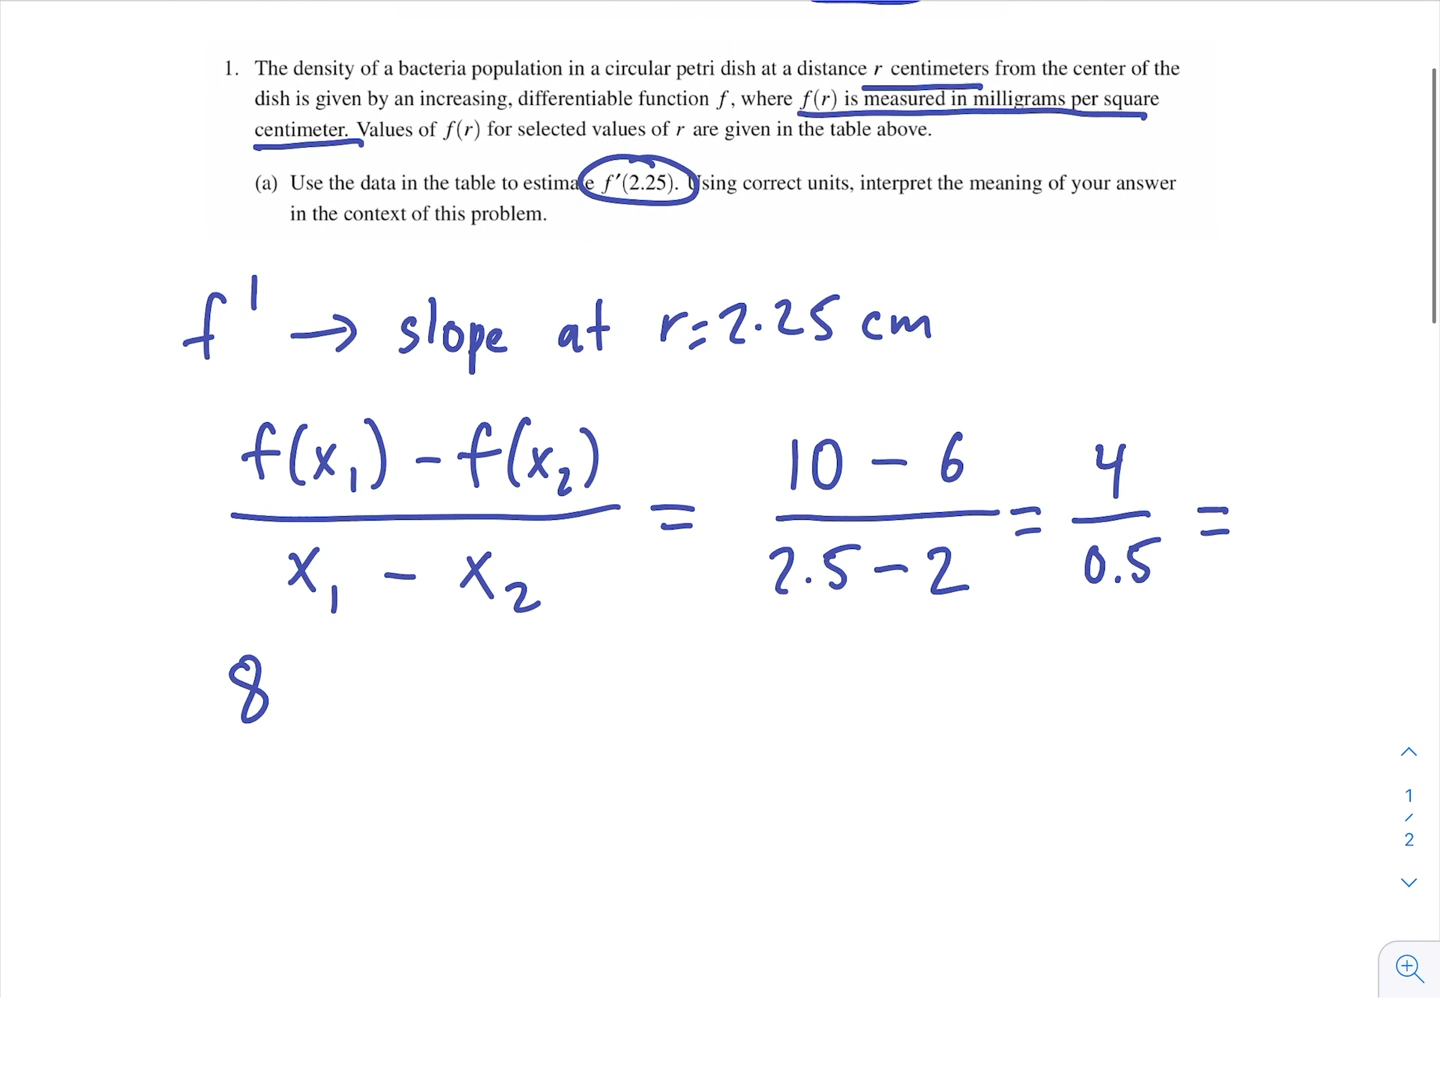 1. The density of a bacteria population in a circular petri dish at a distance r centimeters from the center of the
dish is given by an increasing, differentiable function f, where f(r) is measured in milligrams per square
centimeter. Values of f(r) for selected values of r are given in the table above.
(a) Use the data in the table to estimate f′(2.25). Using correct units, interpret the meaning of your answer
in the context of this problem.
f' → slope at r=2.25 cm
f(x₁) - f(x₂) / x₁ - x₂ = 10 - 6 / 2.5 - 2 = 4 / 0.5 =
8
1
/
2